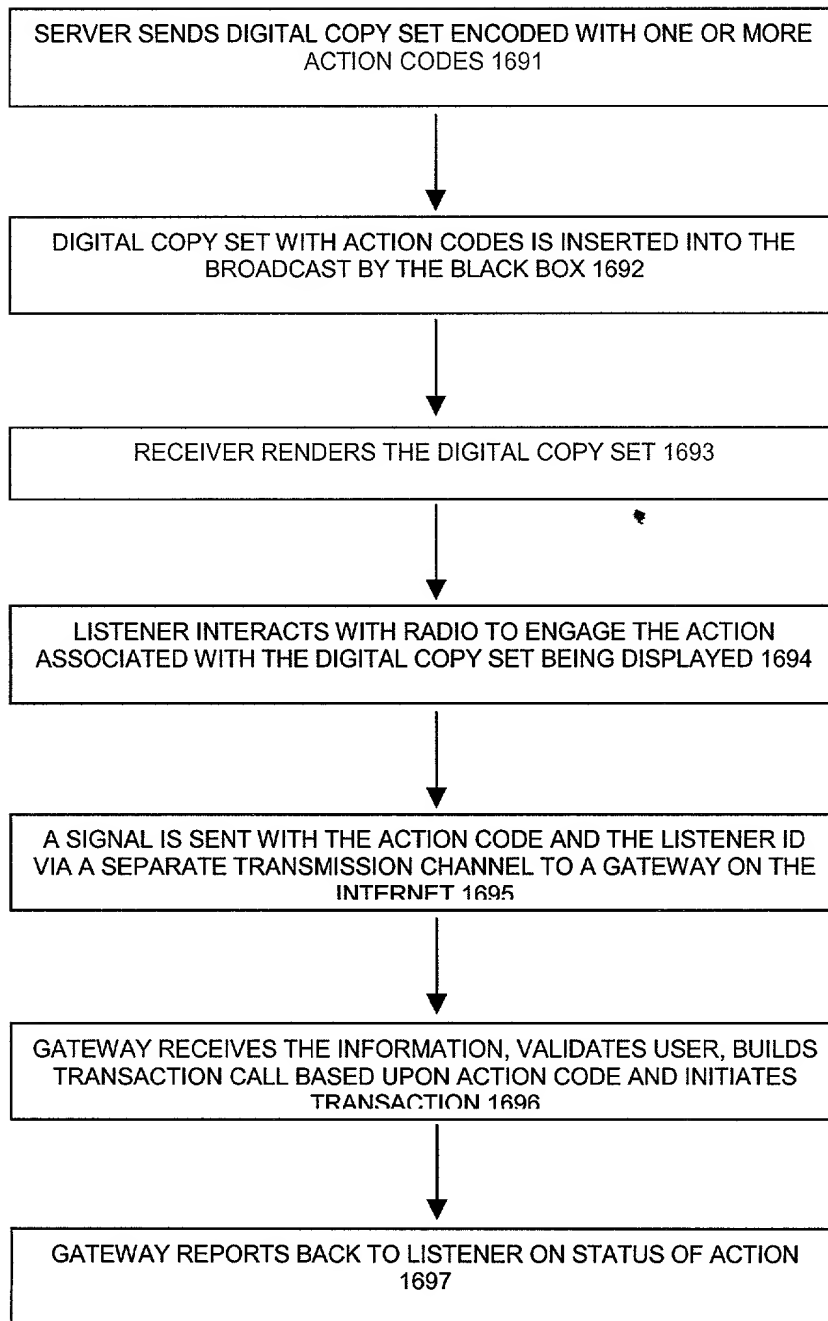 SERVER SENDS DIGITAL COPY SET ENCODED WITH ONE OR MORE
ACTION CODES 1691
DIGITAL COPY SET WITH ACTION CODES IS INSERTED INTO THE
BROADCAST BY THE BLACK BOX 1692
RECEIVER RENDERS THE DIGITAL COPY SET 1693
LISTENER INTERACTS WITH RADIO TO ENGAGE THE ACTION
ASSOCIATED WITH THE DIGITAL COPY SET BEING DISPLAYED 1694
A SIGNAL IS SENT WITH THE ACTION CODE AND THE LISTENER ID
VIA A SEPARATE TRANSMISSION CHANNEL TO A GATEWAY ON THE
INTERNET 1695
GATEWAY RECEIVES THE INFORMATION, VALIDATES USER, BUILDS
TRANSACTION CALL BASED UPON ACTION CODE AND INITIATES
TRANSACTION 1696
GATEWAY REPORTS BACK TO LISTENER ON STATUS OF ACTION
1697